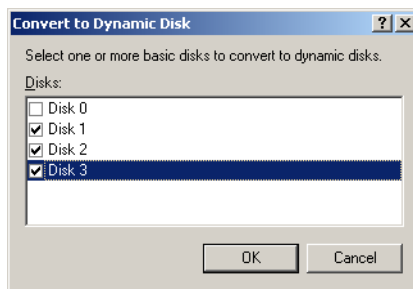 Convert to Dynamic Disk
Select one or more basic disks to convert to dynamic disks.
Disks:
Disk 0
Disk 1
Disk 2
Disk 3
OK Cancel